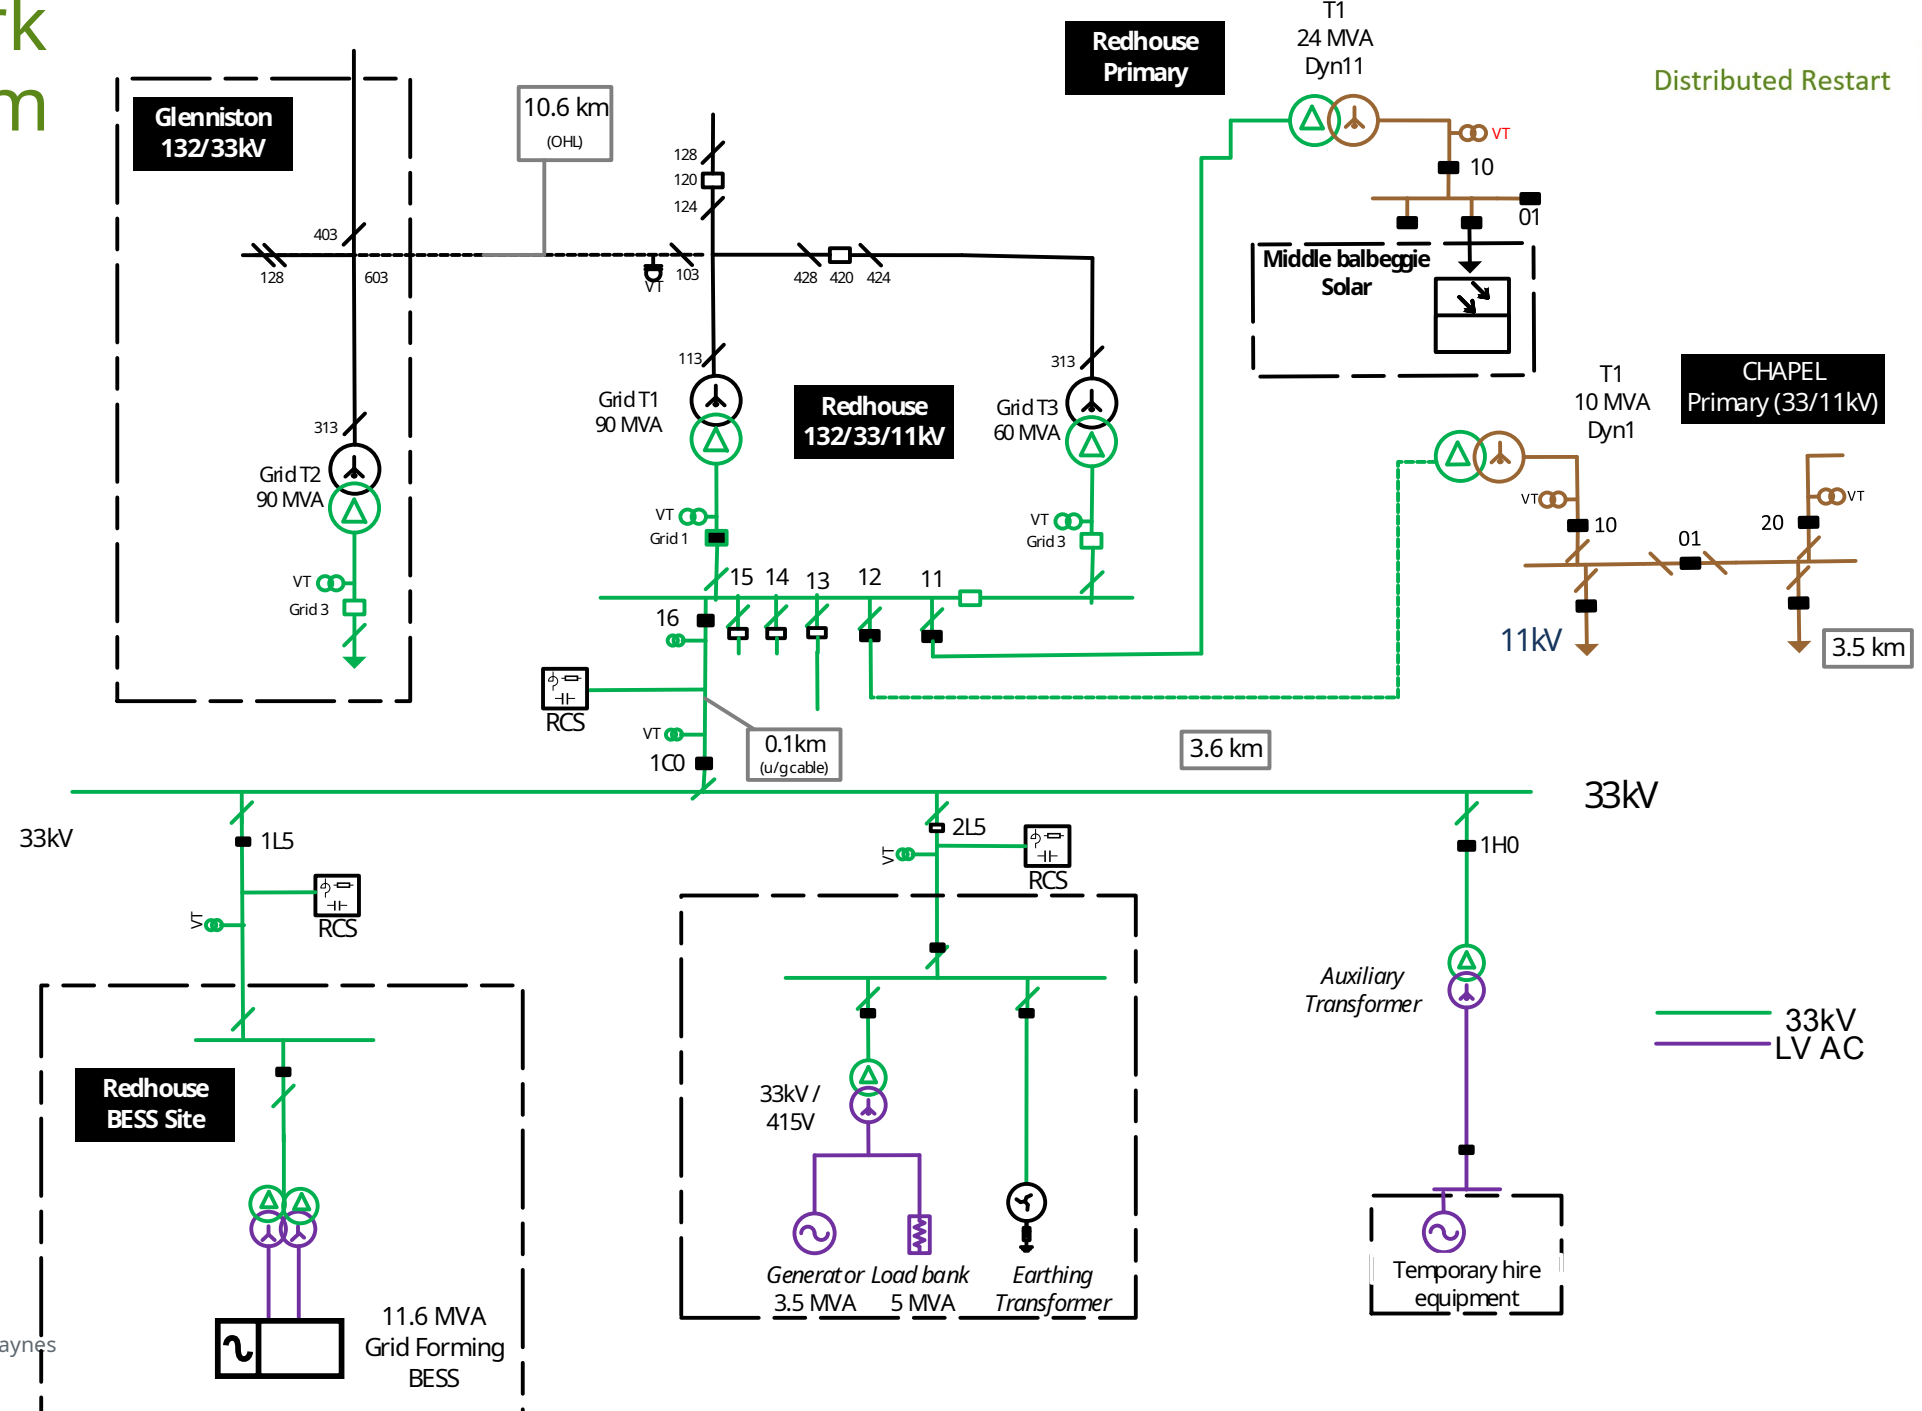 rk
m
Distributed Restart
Glenniston
132/33kV
10.6 km
(OHL)
Redhouse
Primary
T1
24 MVA
Dyn11
VT
10
01
Middle balbeggie
Solar
128
120
124
403
128
603
VT
103
428
420
424
113
313
313
Grid T1
90 MVA
Redhouse
132/33/11kV
Grid T3
60 MVA
Grid T2
90 MVA
T1
10 MVA
Dyn1
CHAPEL
Primary (33/11kV)
VT
VT
10
20
01
11kV
3.5 km
VT
Grid 1
VT
Grid 3
VT
Grid 3
15
14
13
12
11
16
RCS
VT
1C0
0.1km
(u/g cable)
3.6 km
33kV
33kV
1L5
2L5
1H0
VT
RCS
VT
RCS
Auxiliary
Transformer
33kV
LV AC
Redhouse
BESS Site
33kV /
415V
Generator
3.5 MVA
Load bank
5 MVA
Earthing
Transformer
Temporary hire
equipment
11.6 MVA
Grid Forming
BESS
aynes